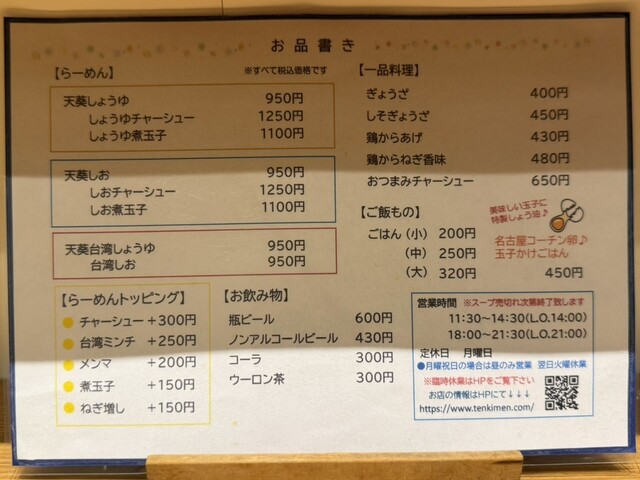 お品書き
【らーめん】
※すべて税込価格です
天葵しょうゆ 950円
しょうゆチャーシュー 1250円
しょうゆ煮玉子 1100円
天葵しお 950円
しおチャーシュー 1250円
しお煮玉子 1100円
天葵台湾しょうゆ 950円
台湾しお 950円
【らーめんトッピング】
チャーシュー +300円
台湾ミンチ +250円
メンマ +200円
煮玉子 +150円
ねぎ増し +150円
【お飲み物】
瓶ビール 600円
ノンアルコールビール 430円
コーラ 300円
ウーロン茶 300円
【一品料理】
ぎょうざ 400円
しそぎょうざ 450円
鶏からあげ 430円
鶏からねぎ香味 480円
おつまみチャーシュー 650円
【ご飯もの】
ごはん (小) 200円
(中) 250円
(大) 320円
美味しい玉子に
特製しょう油♪
名古屋コーチン卵♪
玉子かけごはん
450円
営業時間 ※スープ売切れ次第終了致します
11:30~14:30(L.O.14:00)
18:00~21:30(L.O.21:00)
定休日 月曜日
●月曜祝日の場合は昼のみ営業 翌日火曜休業
※臨時休業はHPをご覧下さい
お店の情報はHPにて↓↓↓
https://www.tenkimen.com/